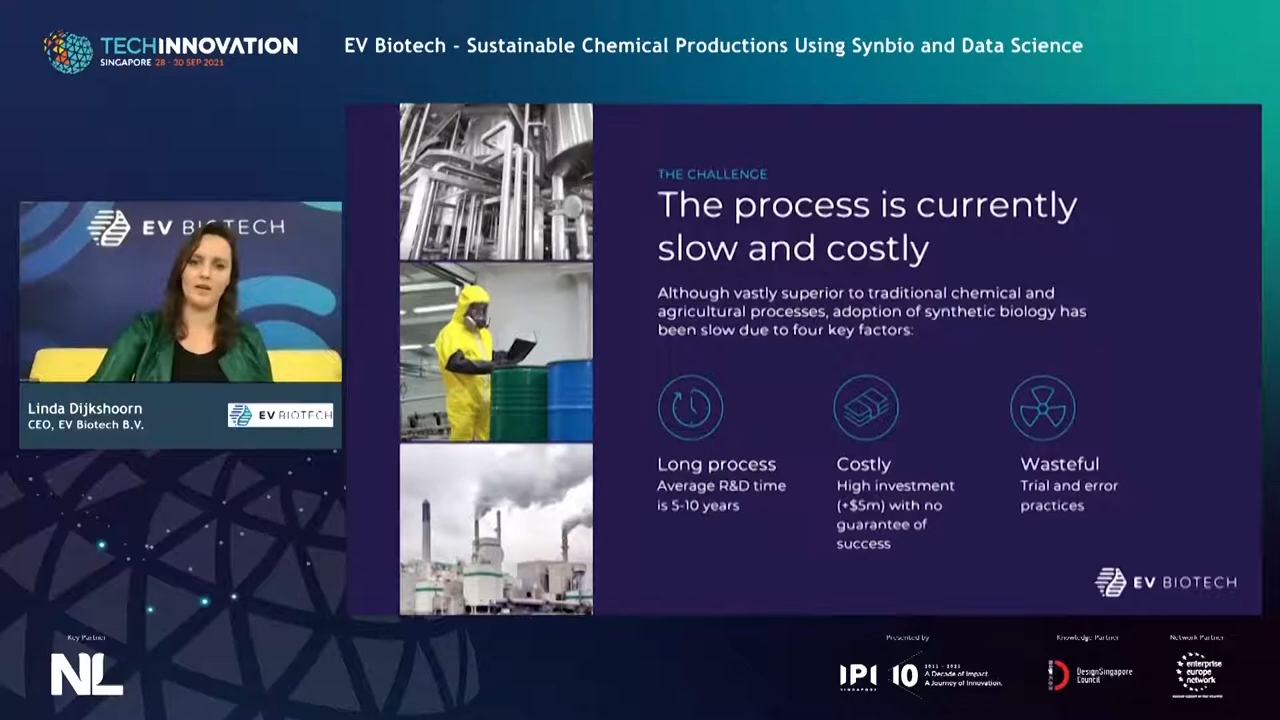 TECHINNOVATION
SINGAPORE 28 - 30 SEP 2021
EV Biotech - Sustainable Chemical Productions Using Synbio and Data Science
EV BIOTECH
Linda Dijkshoorn
CEO, EV Biotech B.V.
EV BIOTECH
THE CHALLENGE
The process is currently
slow and costly
Although vastly superior to traditional chemical and
agricultural processes, adoption of synthetic biology has
been slow due to four key factors:
Long process
Average R&D time
is 5-10 years
Costly
High investment
(+$5m) with no
guarantee of
success
Wasteful
Trial and error
practices
EV BIOTECH
Key Partner
NL
Presented by
IPI
SINGAPORE
10
2011 - 2021
A Decade of Impact.
A Journey of Innovation.
Knowledge Partner
DesignSingapore
Council
Network Partner
enterprise
europe
network